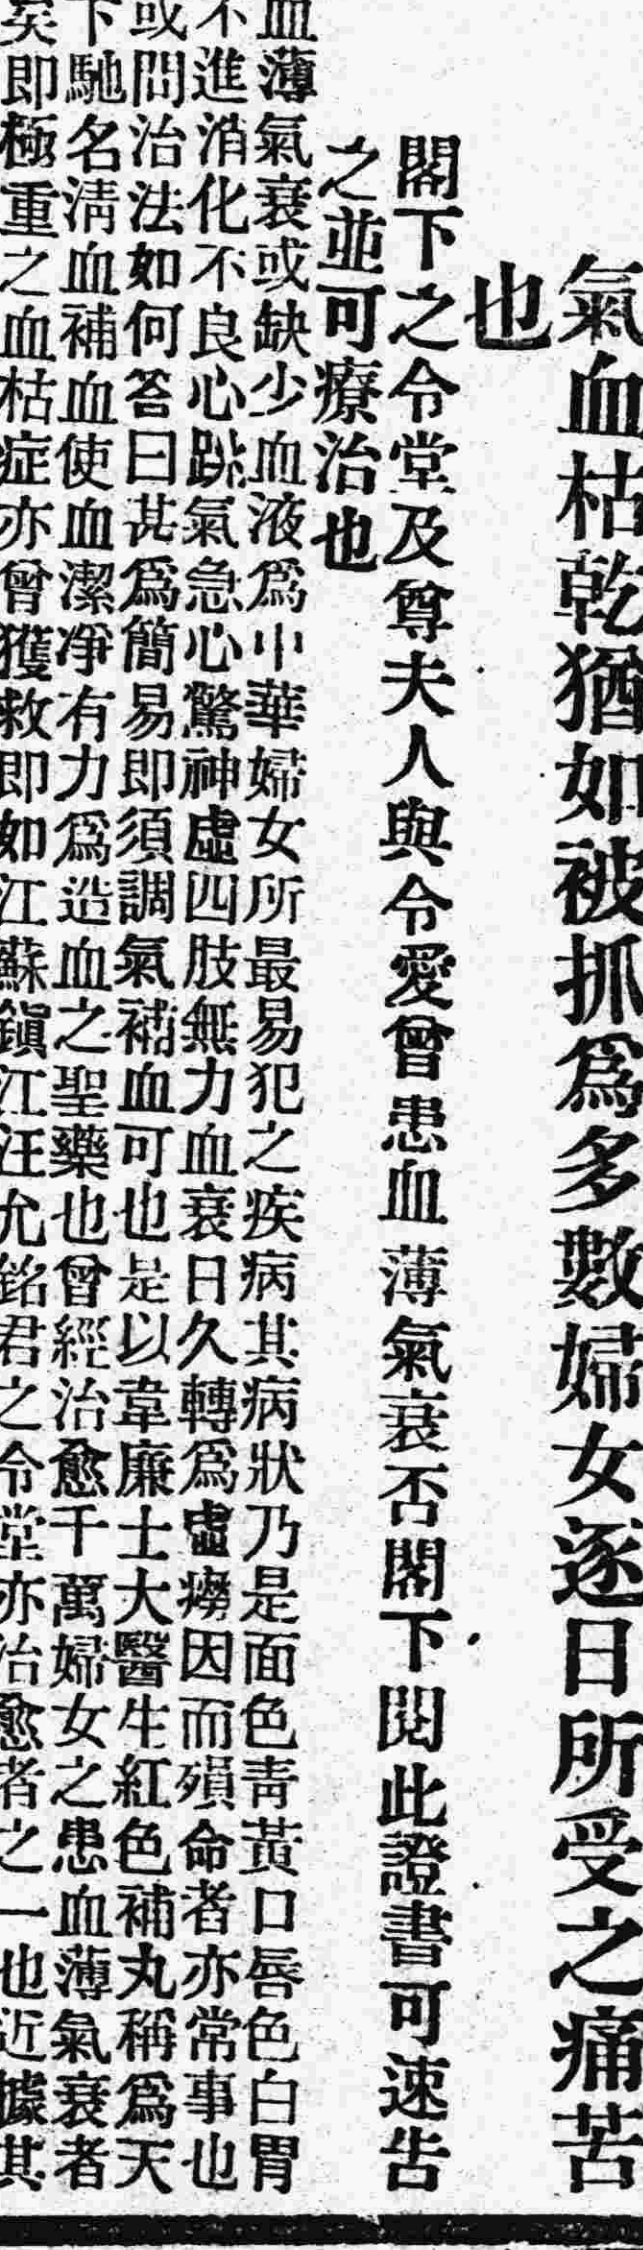 氣血枯乾猶如被抓爲多數婦女逐日所受之痛苦
也
閣下之令堂及尊夫人與令愛曾患血薄氣衰否閣下閱此證書可速告
之並可療治也
血薄氣衰或缺少血液爲中華婦女所最易犯之疾病其病狀乃是面色靑黃口唇色白胃
不進消化不良心跳氣急心驚神虛四肢無力血衰日久轉爲虛癆因而殞命者亦常事也
或問治法如何答曰甚爲簡易即須調氣補血可也是以韋廉士大醫生紅色補丸稱爲天
下馳名淸血補血使血潔凈有力爲造血之聖藥也曾經治愈千萬婦女之患血薄氣衰者
矣即極重之血枯症亦曾獲救即如江蘇鎭江汪允銘君之令堂亦治愈者之一也近據其